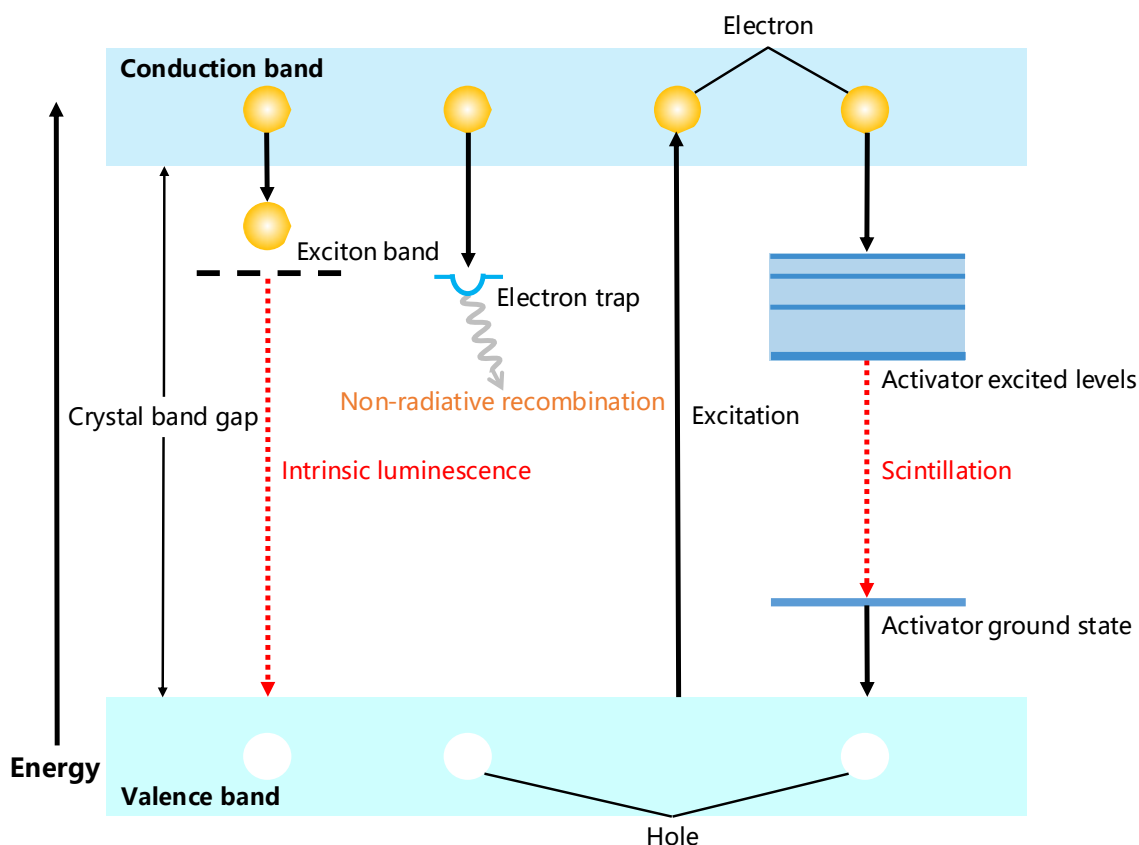 Electron
Conduction band
Exciton band
Electron trap
Activator excited levels
Non-radiative recombination
Crystal band gap
Excitation
Intrinsic luminescence
Scintillation
Activator ground state
Energy
Valence band
Hole